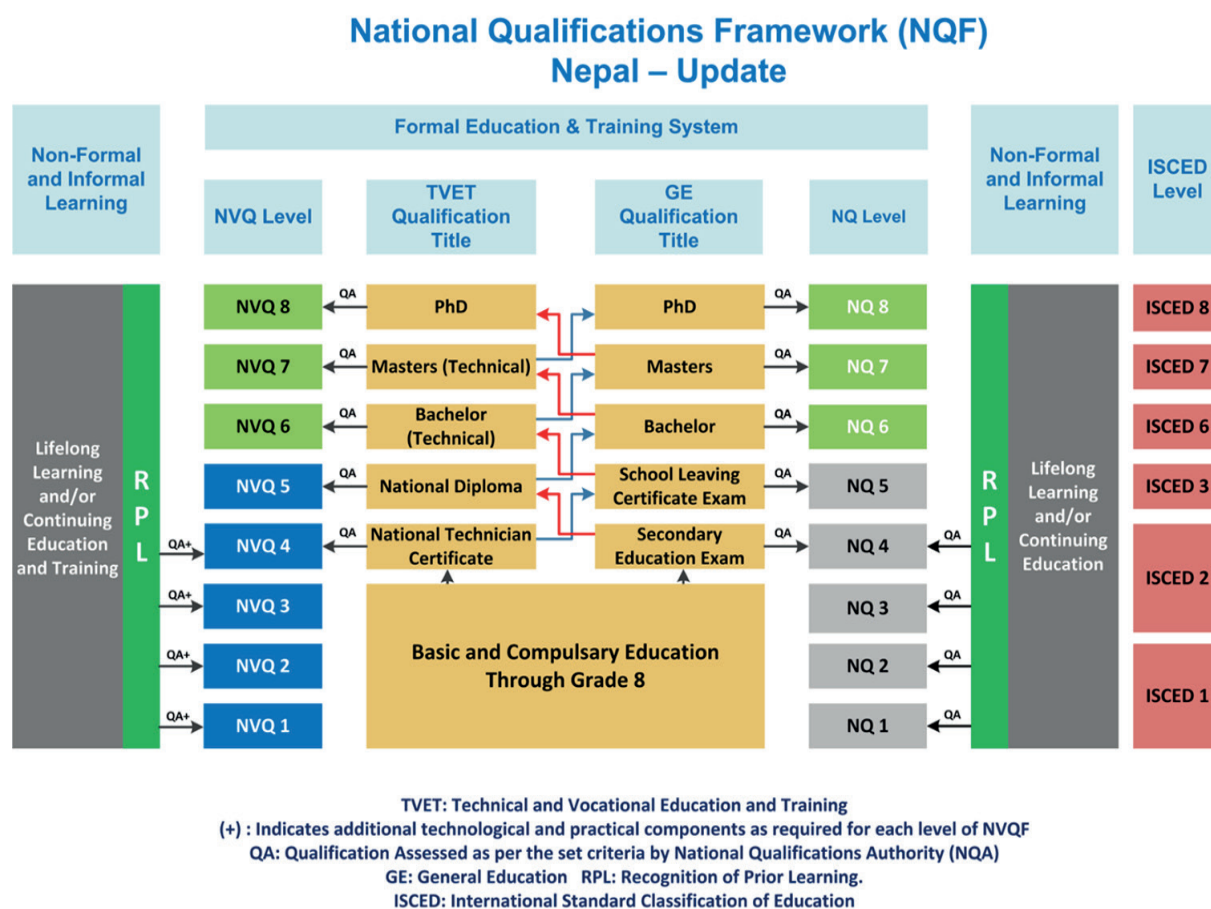 National Qualifications Framework (NQF)
Nepal – Update
Non-Formal
and Informal
Learning
Formal Education & Training System
NVQ Level
TVET
Qualification
Title
GE
Qualification
Title
NQ Level
Non-Formal
and Informal
Learning
ISCED
Level
Lifelong
Learning
and/or
Continuing
Education
and Training
R
P
L
NVQ 8
QA
PhD
PhD
QA
NQ 8
ISCED 8
NVQ 7
QA
Masters (Technical)
Masters
QA
NQ 7
ISCED 7
NVQ 6
QA
Bachelor
(Technical)
Bachelor
QA
NQ 6
ISCED 6
NVQ 5
QA
National Diploma
School Leaving
Certificate Exam
QA
NQ 5
ISCED 3
QA+
NVQ 4
QA
National Technician
Certificate
Secondary
Education Exam
QA
NQ 4
QA
ISCED 2
QA+
NVQ 3
NQ 3
QA
Basic and Compulsary Education
Through Grade 8
QA+
NVQ 2
NQ 2
QA
ISCED 1
QA+
NVQ 1
NQ 1
QA
R
P
L
Lifelong
Learning
and/or
Continuing
Education
TVET: Technical and Vocational Education and Training
(+) : Indicates additional technological and practical components as required for each level of NVQF
QA: Qualification Assessed as per the set criteria by National Qualifications Authority (NQA)
GE: General Education RPL: Recognition of Prior Learning.
ISCED: International Standard Classification of Education